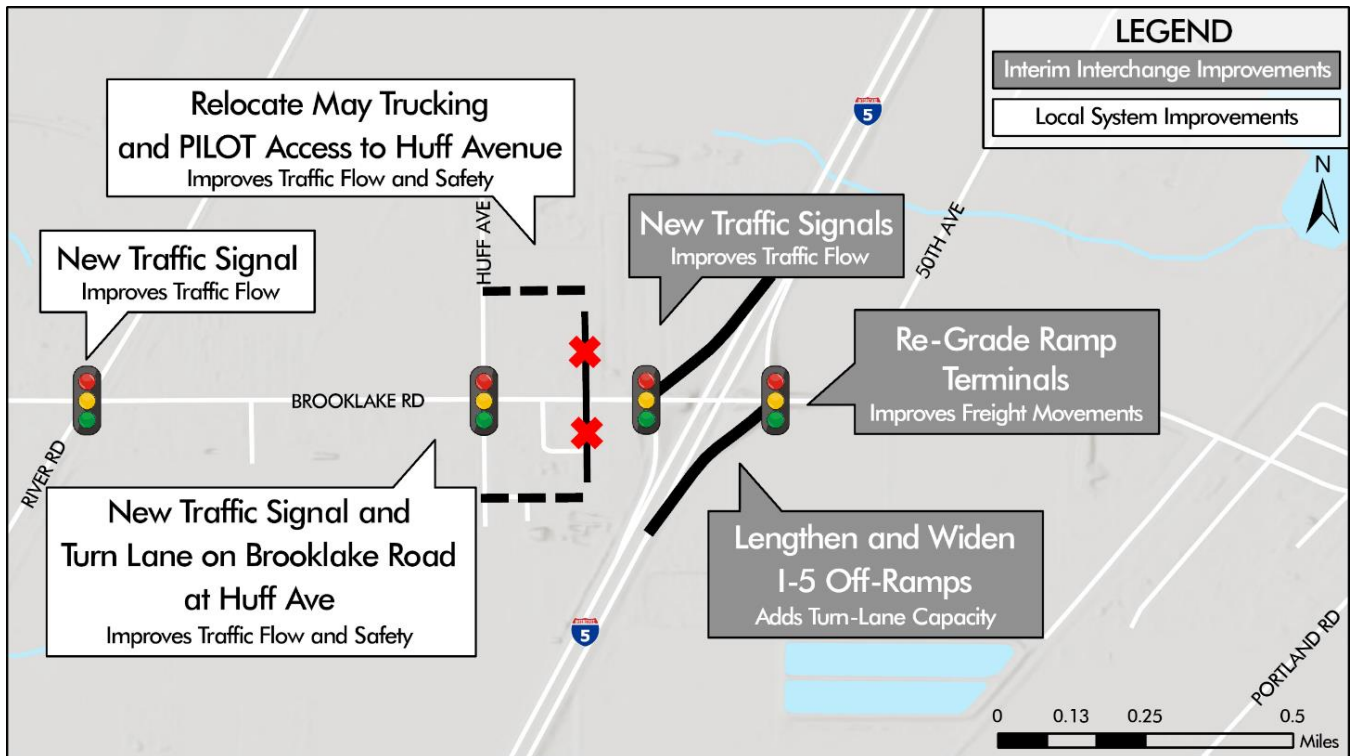 LEGEND
Interim Interchange Improvements
Local System Improvements
N
Relocate May Trucking
and PILOT Access to Huff Avenue
Improves Traffic Flow and Safety
New Traffic Signal
Improves Traffic Flow
New Traffic Signals
Improves Traffic Flow
Re-Grade Ramp
Terminals
Improves Freight Movements
New Traffic Signal and
Turn Lane on Brooklake Road
at Huff Ave
Improves Traffic Flow and Safety
Lengthen and Widen
I-5 Off-Ramps
Adds Turn-Lane Capacity
HUFF AVE
50TH AVE
BROOKLAKE RD
RIVER RD
PORTLAND RD
5
5
0 0.13 0.25 0.5
Miles